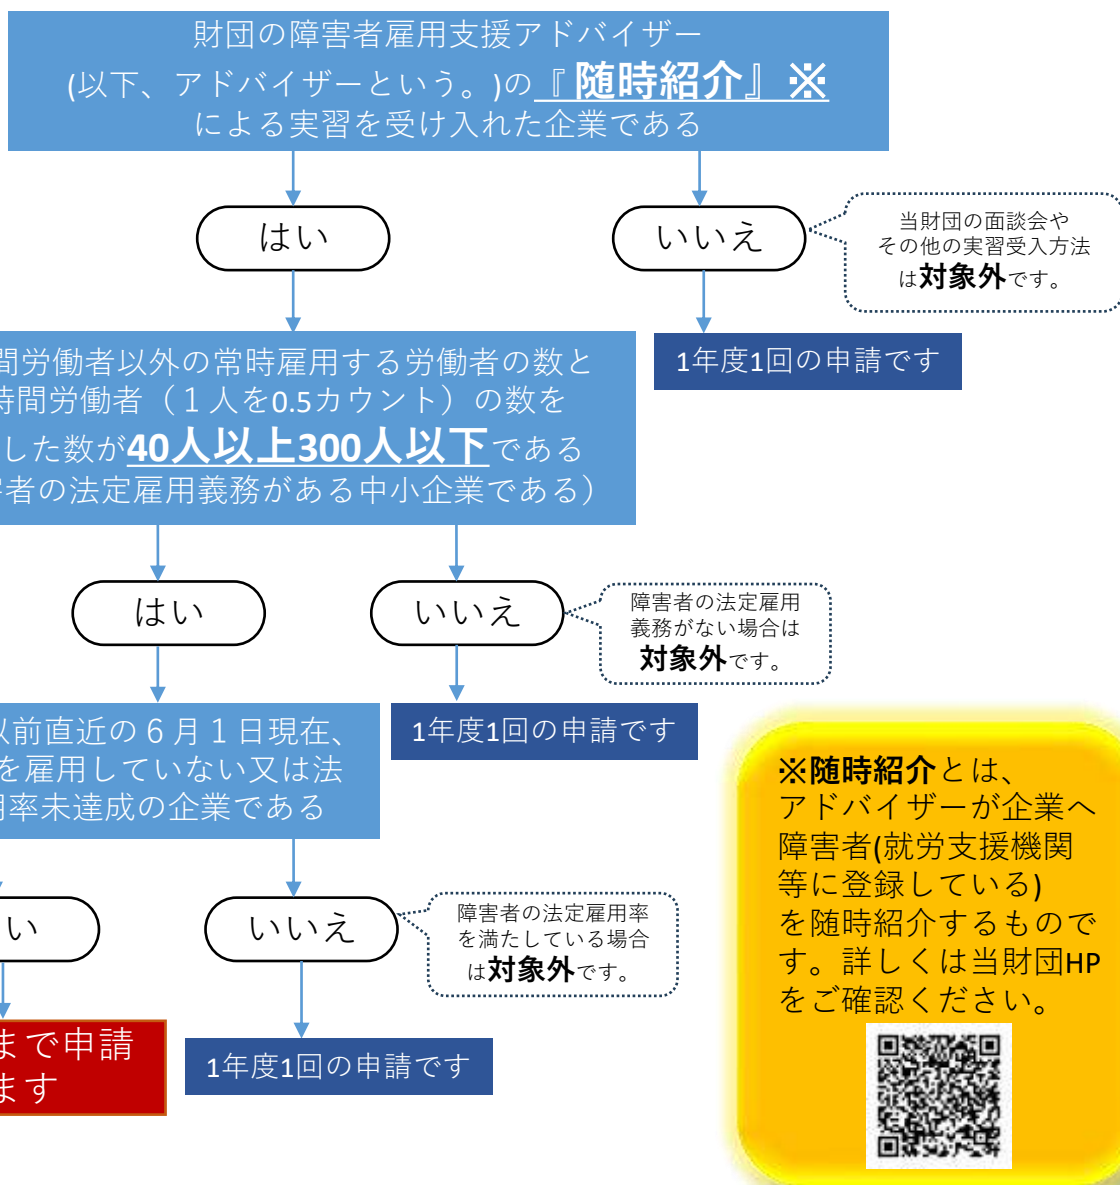 財団の障害者雇用支援アドバイザー
(以下、アドバイザーという。)の『随時紹介』※
による実習を受け入れた企業である
はい
いいえ
当財団の面談会や
その他の実習受入方法
は対象外です。
間労働者以外の常時雇用する労働者の数と
時間労働者（１人を0.5カウント）の数を
した数が40人以上300人以下である
害者の法定雇用義務がある中小企業である）
1年度1回の申請です
はい
いいえ
障害者の法定雇用
義務がない場合は
対象外です。
以前直近の６月１日現在、
を雇用していない又は法
用率未達成の企業である
1年度1回の申請です
い
いいえ
障害者の法定雇用率
を満たしている場合
は対象外です。
まで申請
ます
1年度1回の申請です
※随時紹介とは、
アドバイザーが企業へ
障害者(就労支援機関
等に登録している)
を随時紹介するもので
す。詳しくは当財団HP
をご確認ください。